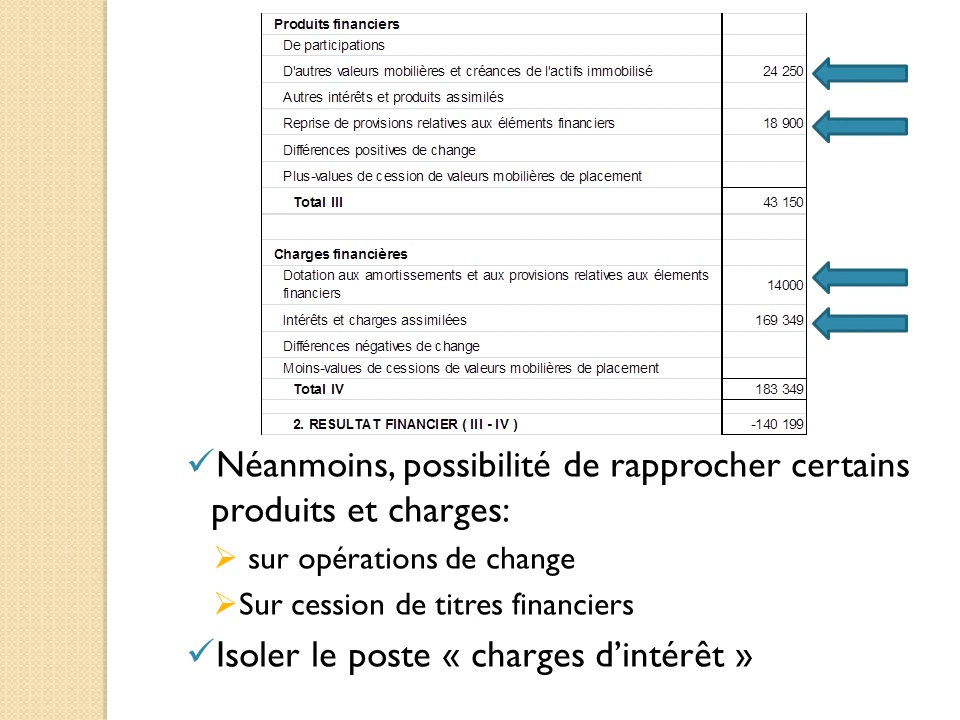 Produits financiers
De participations
D'autres valeurs mobilières et créances de l'actifs immobilisé 24 250
Autres intérêts et produits assimilés
Reprise de provisions relatives aux éléments financiers 18 900
Différences positives de change
Plus-values de cession de valeurs mobilières de placement
Total III 43 150
Charges financières
Dotation aux amortissements et aux provisions relatives aux élements
financiers 14000
Intérêts et charges assimilées 169 349
Différences négatives de change
Moins-values de cessions de valeurs mobilières de placement
Total IV 183 349
2. RESULTAT FINANCIER ( III - IV ) -140 199
Néanmoins, possibilité de rapprocher certains
produits et charges:
sur opérations de change
Sur cession de titres financiers
Isoler le poste « charges d’intérêt »